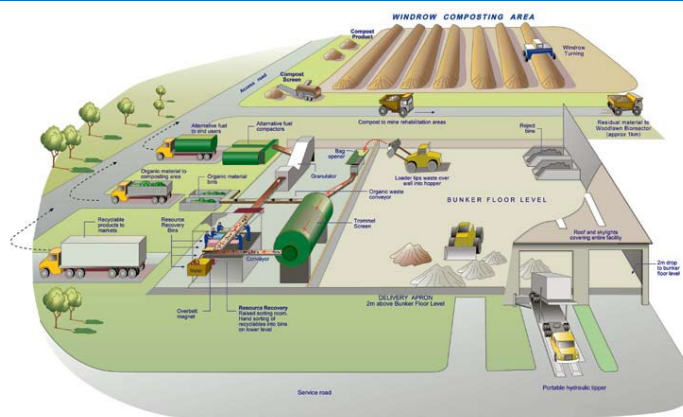 WINDROW COMPOSTING AREA
Compost
Product
Windrow
Turning
Compost
Screen
Access road
Compost to mine rehabilitation areas
Residual material to
Woodlawn Bioreactor
(approx 1km)
Alternative fuel
to end users
Alternative fuel
compactors
Bag
opener
Reject
bins
Granulator
Loader tips waste over
wall into hopper
Organic material to
composting area
Organic material
bins
Organic waste
conveyor
BUNKER FLOOR LEVEL
Recyclable
products to
markets
Resource
Recovery
Bins
Trommel
Screen
Roof and skylights
covering entire facility
Conveyor
2m drop
to bunker
floor level
Overbelt
magnet
Resource Recovery
Raised sorting room.
Hand sorting of
recyclables into bins
on lower level
DELIVERY APRON
2m above Bunker Floor Level
Service road
Portable hydraulic tipper